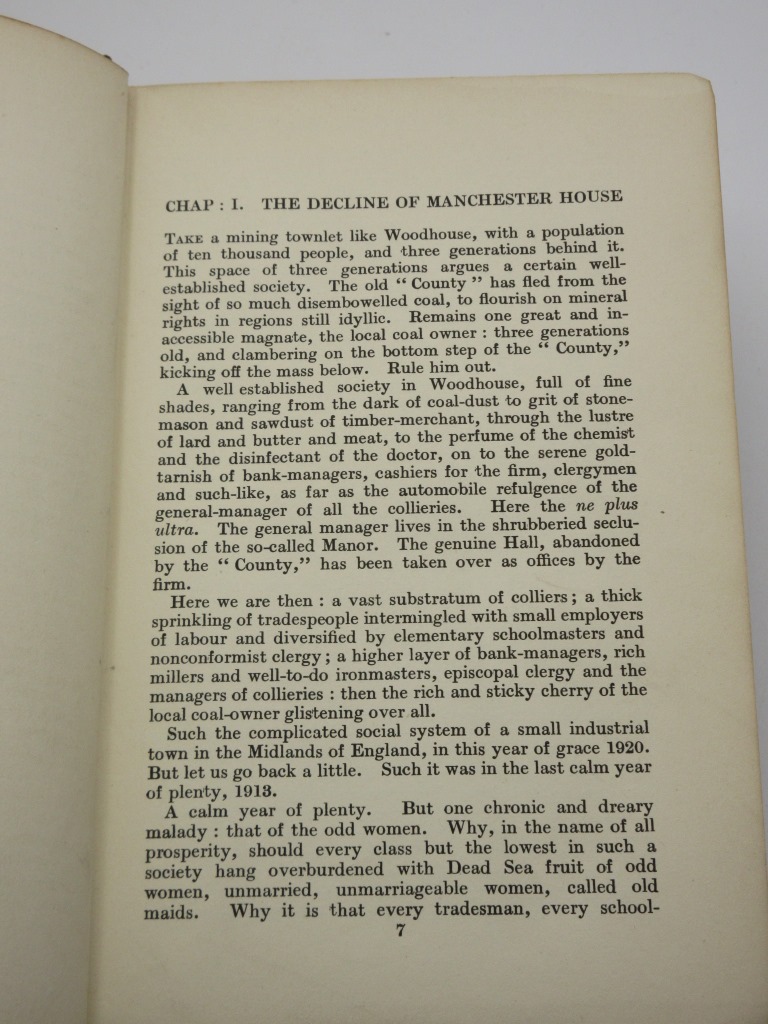 CHAP : I. THE DECLINE OF MANCHESTER HOUSE
TAKE a mining townlet like Woodhouse, with a population
of ten thousand people, and three generations behind it.
This space of three generations argues a certain well-
established society. The old “ County ” has fled from the
sight of so much disembowelled coal, to flourish on mineral
rights in regions still idyllic. Remains one great and in-
accessible magnate, the local coal owner : three generations
old, and clambering on the bottom step of the “ County,”
kicking off the mass below. Rule him out.
A well established society in Woodhouse, full of fine
shades, ranging from the dark of coal-dust to grit of stone-
mason and sawdust of timber-merchant, through the lustre
of lard and butter and meat, to the perfume of the chemist
and the disinfectant of the doctor, on to the serene gold-
tarnish of bank-managers, cashiers for the firm, clergymen
and such-like, as far as the automobile refulgence of the
general-manager of all the collieries. Here the ne plus
ultra. The general manager lives in the shrubberied seclu-
sion of the so-called Manor. The genuine Hall, abandoned
by the “ County,” has been taken over as offices by the
firm.
Here we are then : a vast substratum of colliers ; a thick
sprinkling of tradespeople intermingled with small employers
of labour and diversified by elementary schoolmasters and
nonconformist clergy ; a higher layer of bank-managers, rich
millers and well-to-do ironmasters, episcopal clergy and the
managers of collieries : then the rich and sticky cherry of the
local coal-owner glistening over all.
Such the complicated social system of a small industrial
town in the Midlands of England, in this year of grace 1920.
But let us go back a little. Such it was in the last calm year
of plenty, 1913.
A calm year of plenty. But one chronic and dreary
malady : that of the odd women. Why, in the name of all
prosperity, should every class but the lowest in such a
society hang overburdened with Dead Sea fruit of odd
women, unmarried, unmarriageable women, called old
maids. Why it is that every tradesman, every school-
7